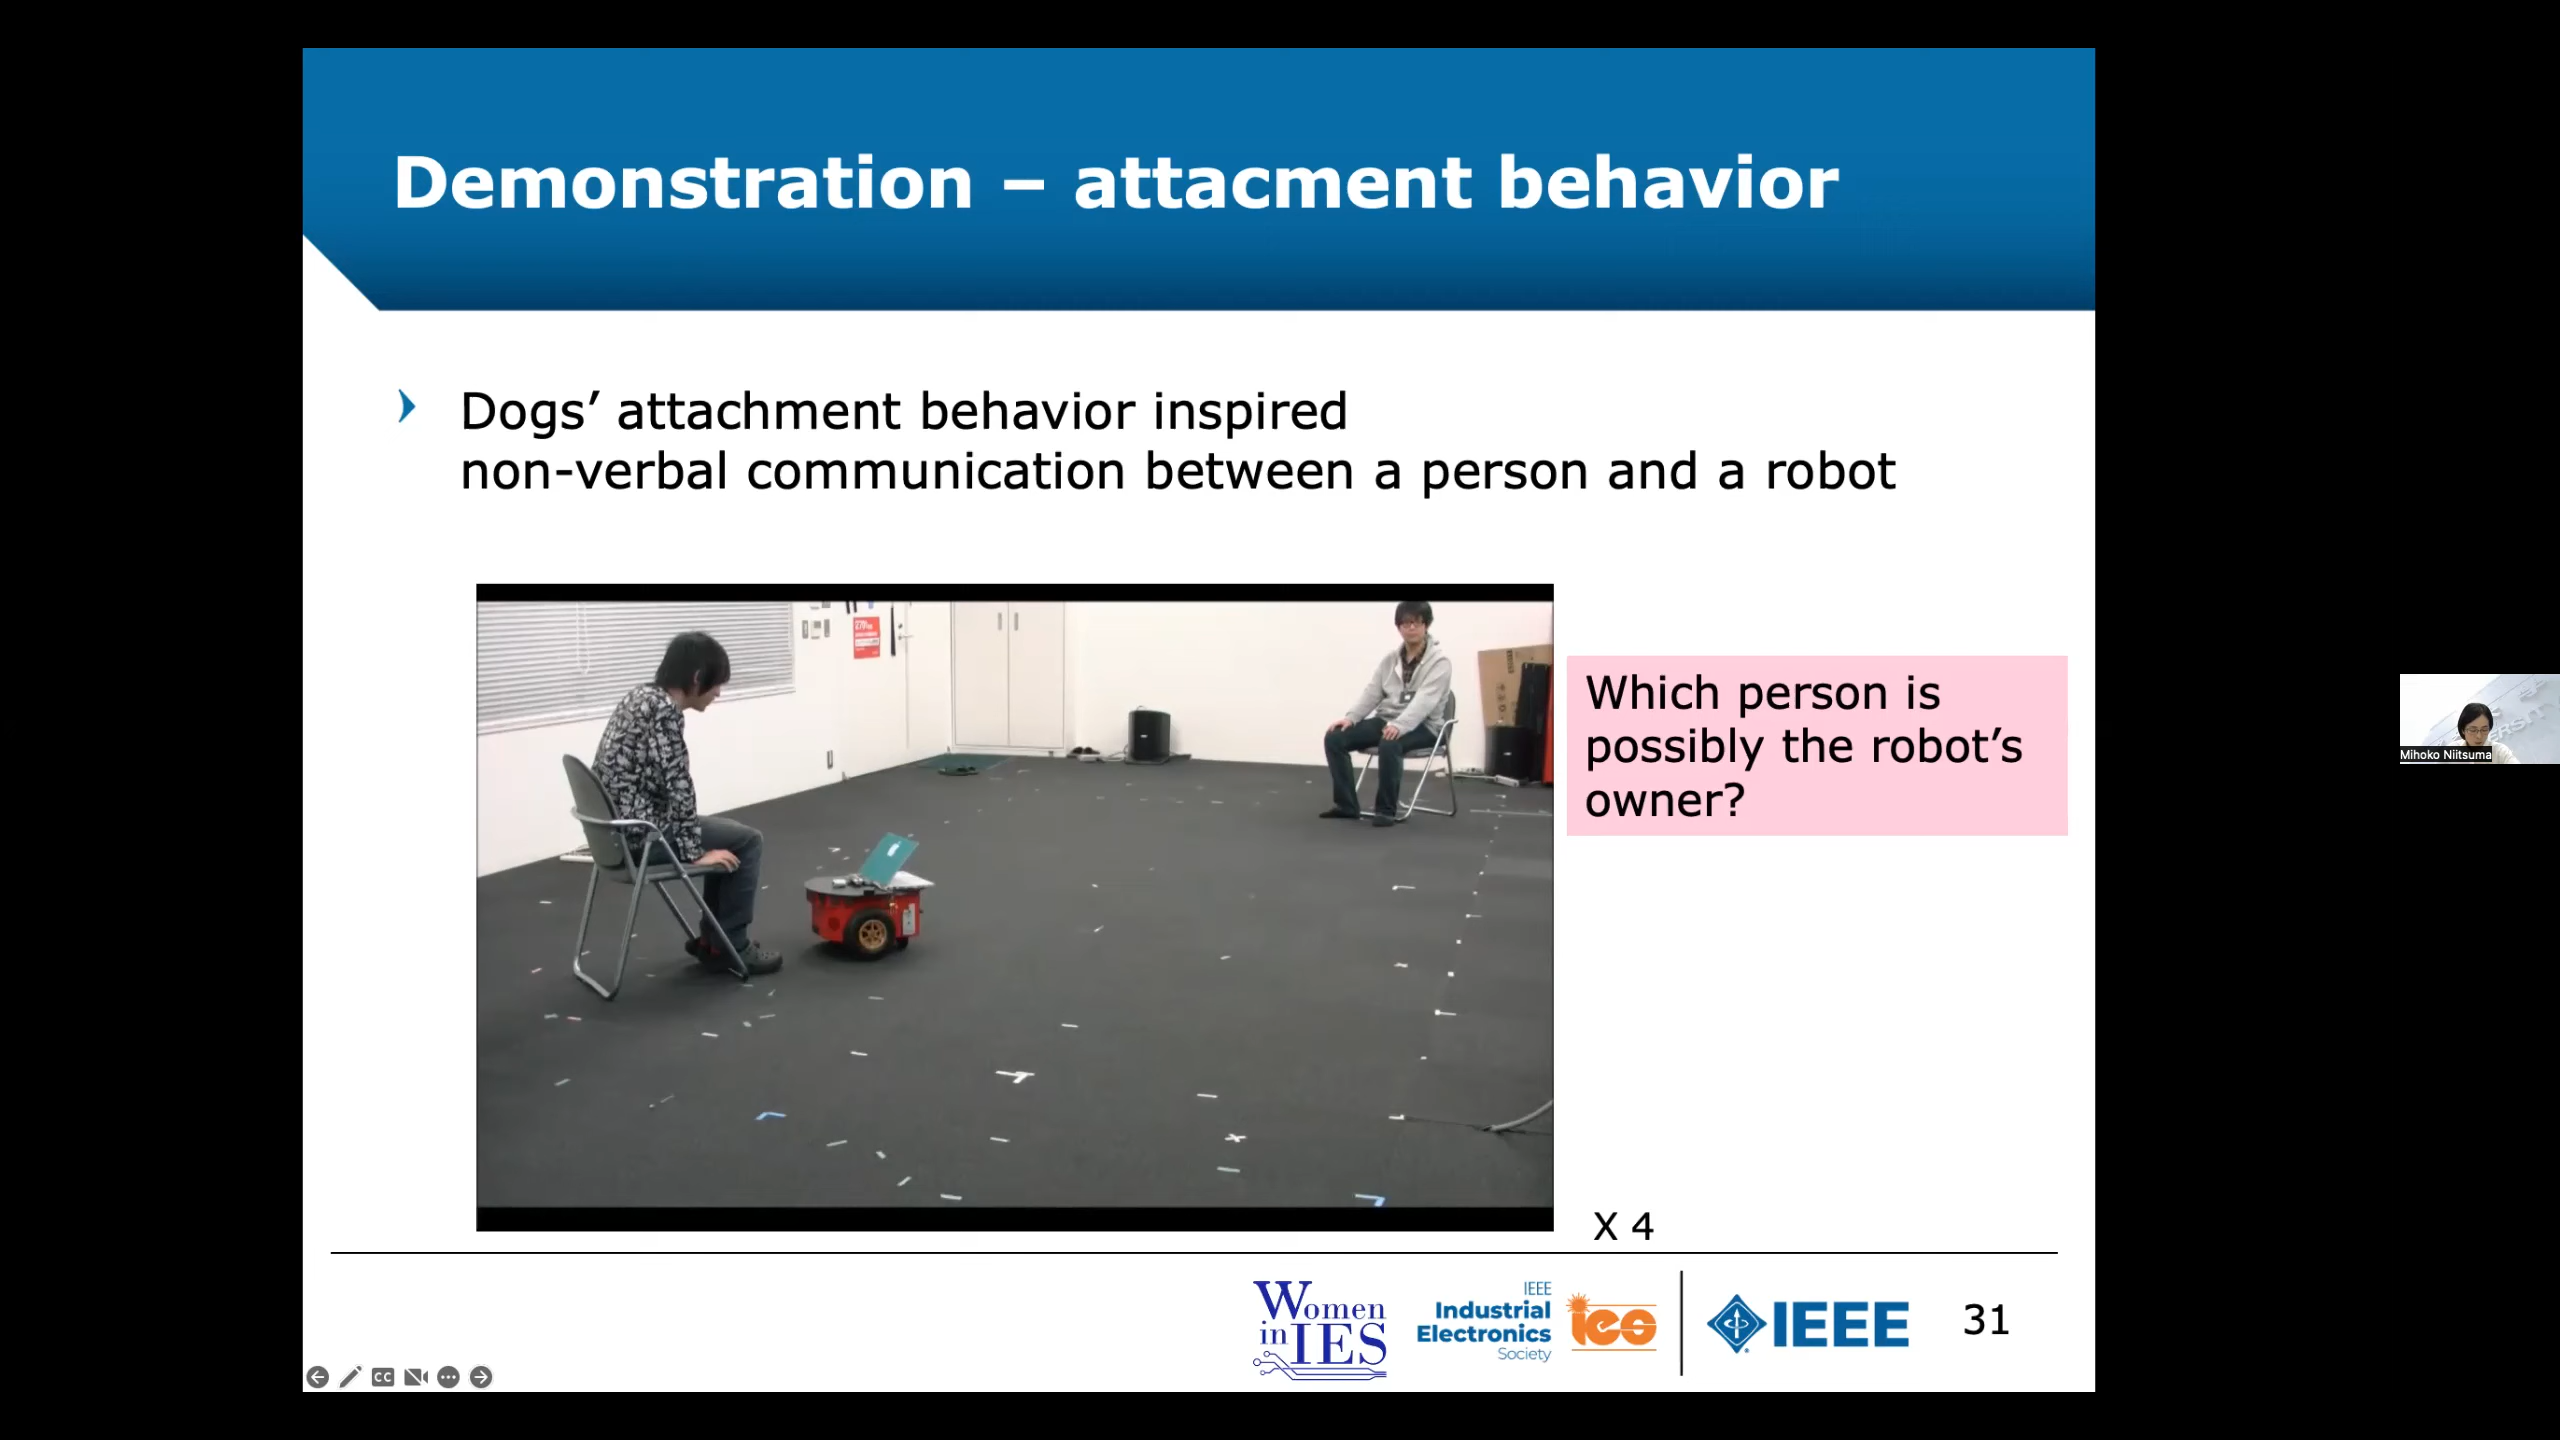 Demonstration – attacment behavior
Dogs’ attachment behavior inspired
non-verbal communication between a person and a robot
Which person is
possibly the robot’s
owner?
X 4
Mihoko Niitsuma
Women
in IES
IEEE
Industrial
Electronics
Society
ies
IEEE
31
CC